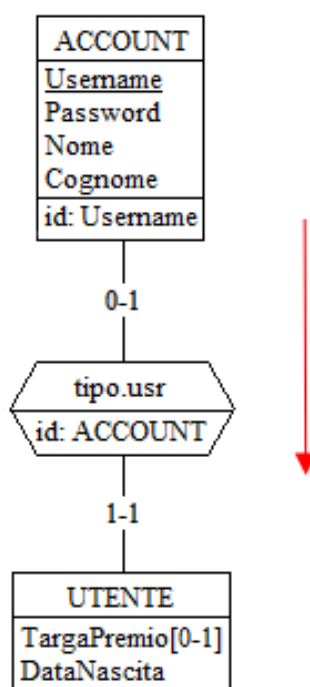 ACCOUNT
Username
Password
Nome
Cognome
id: Username
0-1
tipo.usr
id: ACCOUNT
1-1
UTENTE
TargaPremio[0-1]
DataNascita